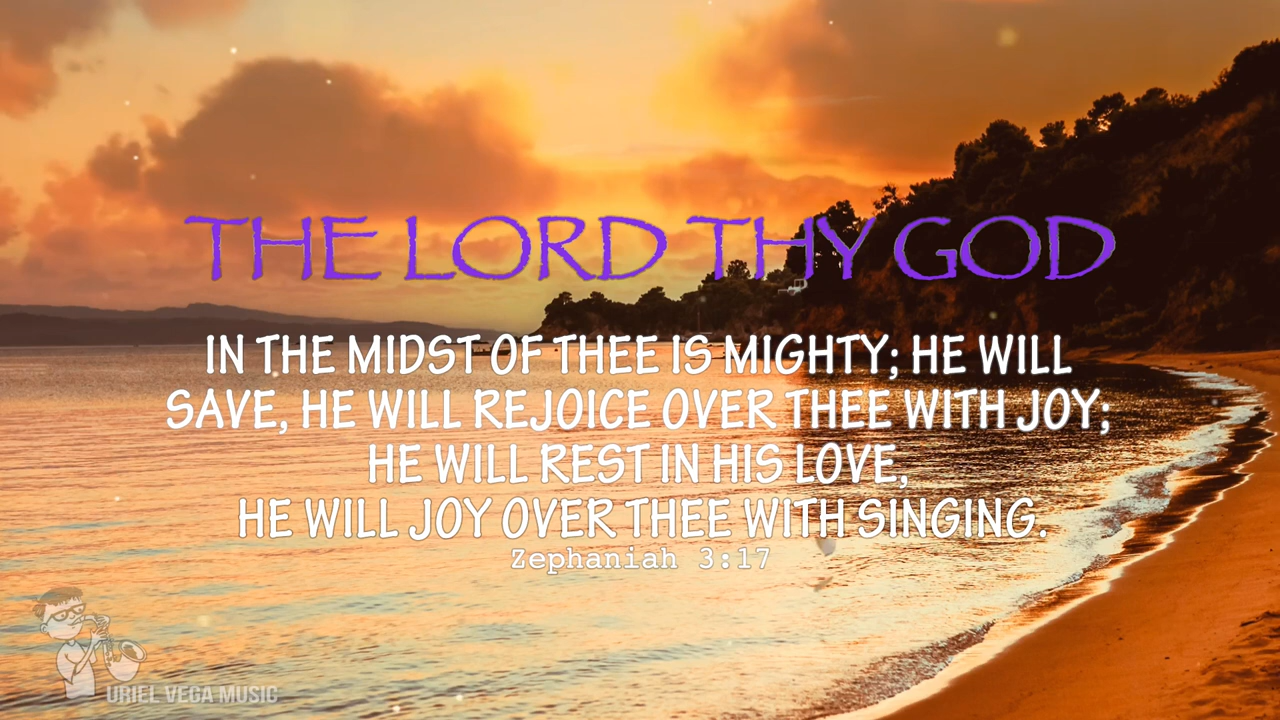 THE LORD THY GOD
IN THE MIDST OF THEE IS MIGHTY; HE WILL
SAVE, HE WILL REJOICE OVER THEE WITH JOY;
HE WILL REST IN HIS LOVE,
HE WILL JOY OVER THEE WITH SINGING.
Zephaniah 3:17
URIEL VEGA MUSIC